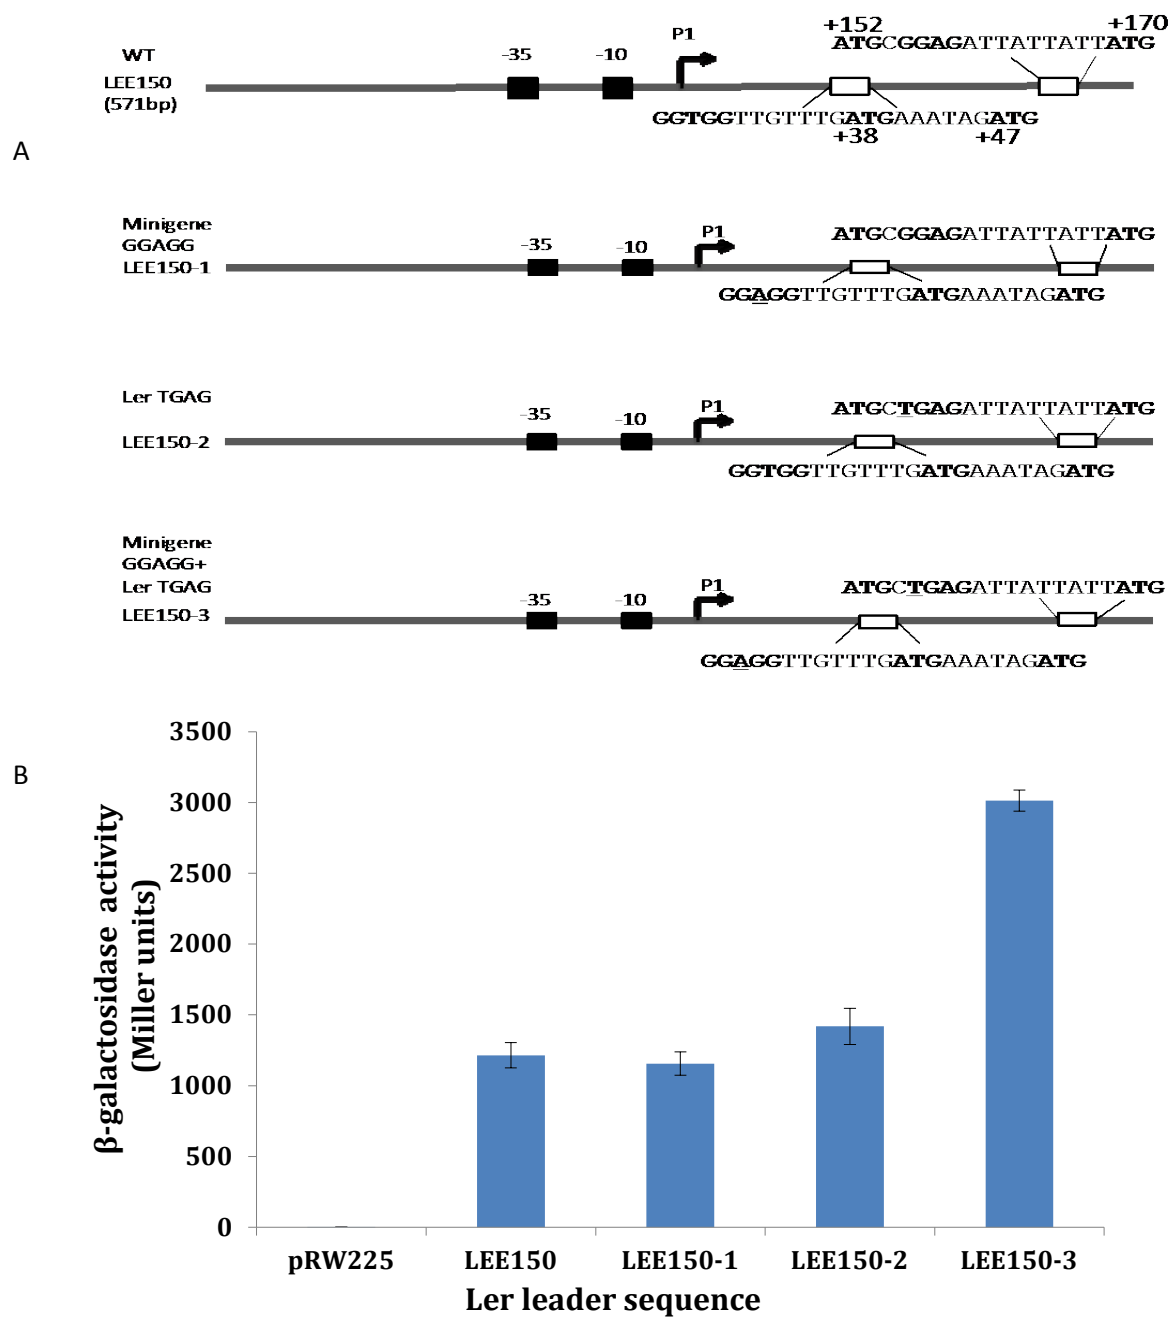 A
WT
LEE150
(571bp)
-35
-10
P1
+152
+170
ATGCGGAGATTATTATTATG
GGTGGTTGTTTGATGAAATAGATG
+38
+47
Minigene
GGAGG
LEE150-1
-35
-10
P1
ATGCGGAGATTATTATTATG
GGAGGTTGTTTGATGAAATAGATG
Ler TGAG
LEE150-2
-35
-10
P1
ATGCTGAGATTATTATTATG
GGTGGTTGTTTGATGAAATAGATG
Minigene
GGAGG+
Ler TGAG
LEE150-3
-35
-10
P1
ATGCTGAGATTATTATTATG
GGAGGTTGTTTGATGAAATAGATG
B
β-galactosidase activity
(Miller units)
3500
3000
2500
2000
1500
1000
500
0
pRW225
LEE150
LEE150-1
LEE150-2
LEE150-3
Ler leader sequence